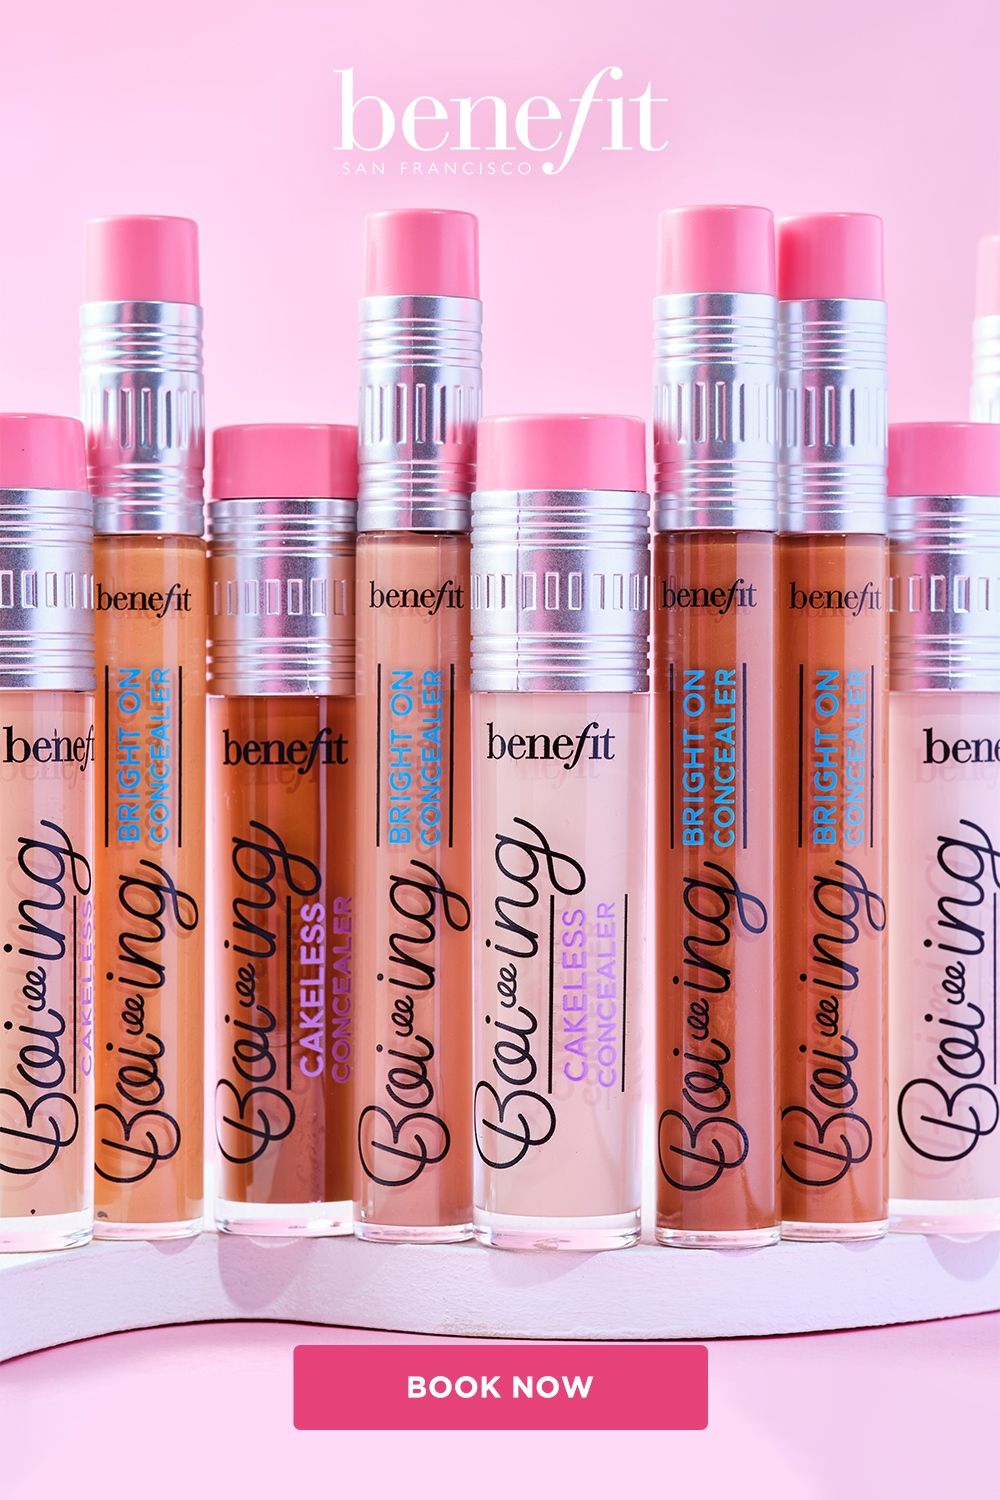 benefit
SAN FRANCISCO
benefit
CAKELESS
Boi-ing
benefit
BRIGHT ON
CONCEALER
Boi-ing
benefit
CAKELESS
CONCEALER
Boi-ing
benefit
BRIGHT ON
CONCEALER
Boi-ing
benefit
CAKELESS
CONCEALER
Boi-ing
benefit
BRIGHT ON
CONCEALER
Boi-ing
benefit
BRIGHT ON
CONCEALER
Boi-ing
bene
Boi-ing
BOOK NOW